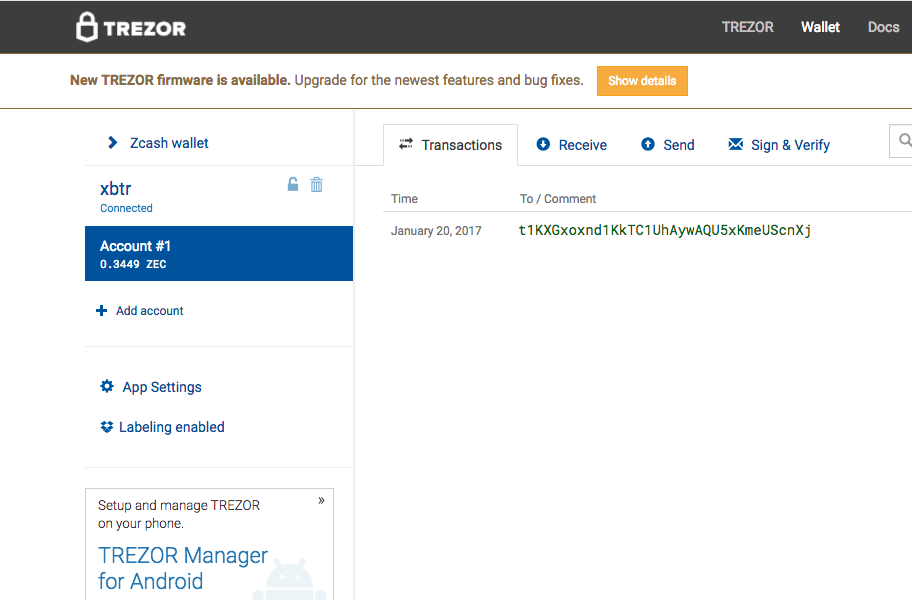 TREZOR
TREZOR Wallet Docs
New TREZOR firmware is available. Upgrade for the newest features and bug fixes. Show details
Zcash wallet
Transactions Receive Send Sign & Verify
xbtr
Connected
Time To / Comment
January 20, 2017 t1KXGxoxnd1KkTC1UhAywAQU5xKmeUScnXj
Account #1
0.3449 ZEC
Add account
App Settings
Labeling enabled
Setup and manage TREZOR »
on your phone.
TREZOR Manager
for Android